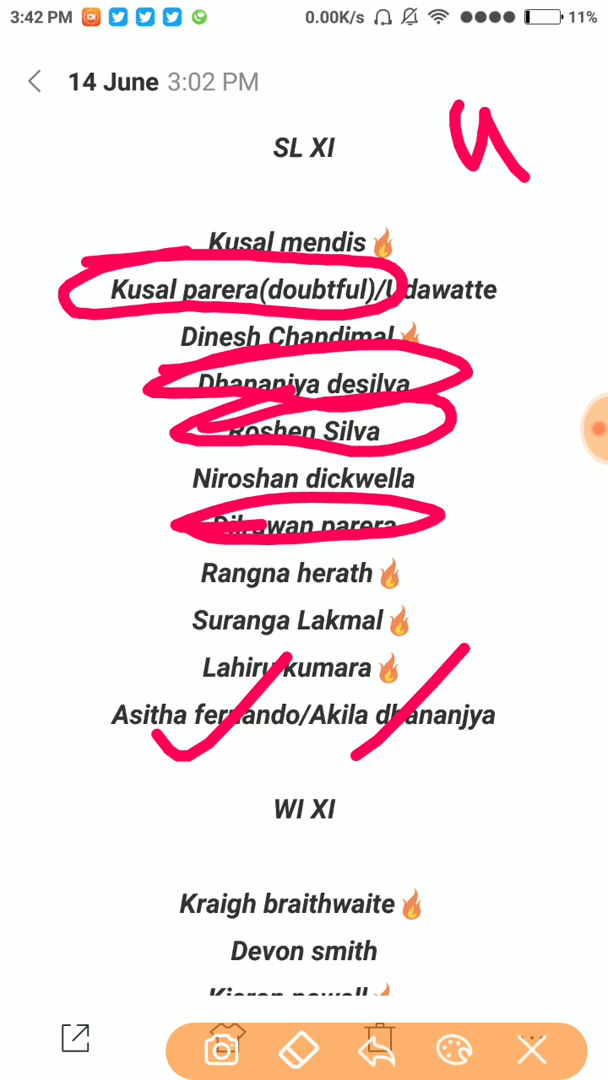 3:42 PM 0.00K/s 11%
14 June 3:02 PM
SL XI
Kusal mendis🔥
Kusal parera(doubtful)/Udawatte
Dinesh Chandimal🔥
Dhananjya desilva
Roshen Silva
Niroshan dickwella
Dilruwan parera
Rangna herath🔥
Suranga Lakmal🔥
Lahiru kumara🔥
Asitha fernando/Akila dhananjya
WI XI
Kraigh braithwaite🔥
Devon smith
Kieran powell🔥